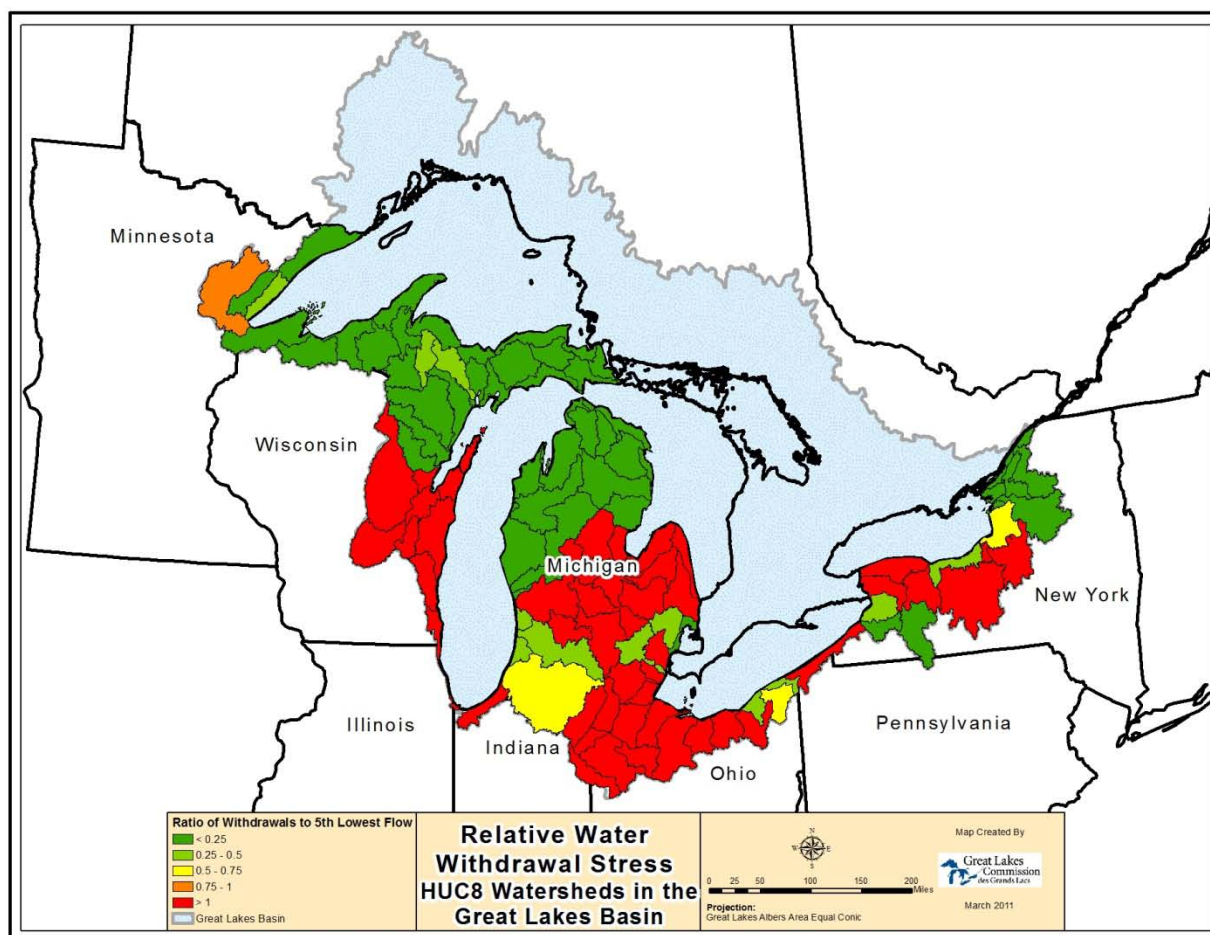 Minnesota
Wisconsin
Michigan
New York
Illinois
Indiana
Ohio
Pennsylvania
Ratio of Withdrawals to 5th Lowest Flow
< 0.25
0.25 - 0.5
0.5 - 0.75
0.75 - 1
> 1
Great Lakes Basin
Relative Water
Withdrawal Stress
HUC8 Watersheds in the
Great Lakes Basin
N
W E
S
0 25 50 100 150 200
Miles
Projection:
Great Lakes Albers Area Equal Conic
Map Created By
Great Lakes
Commission
des Grands Lacs
March 2011